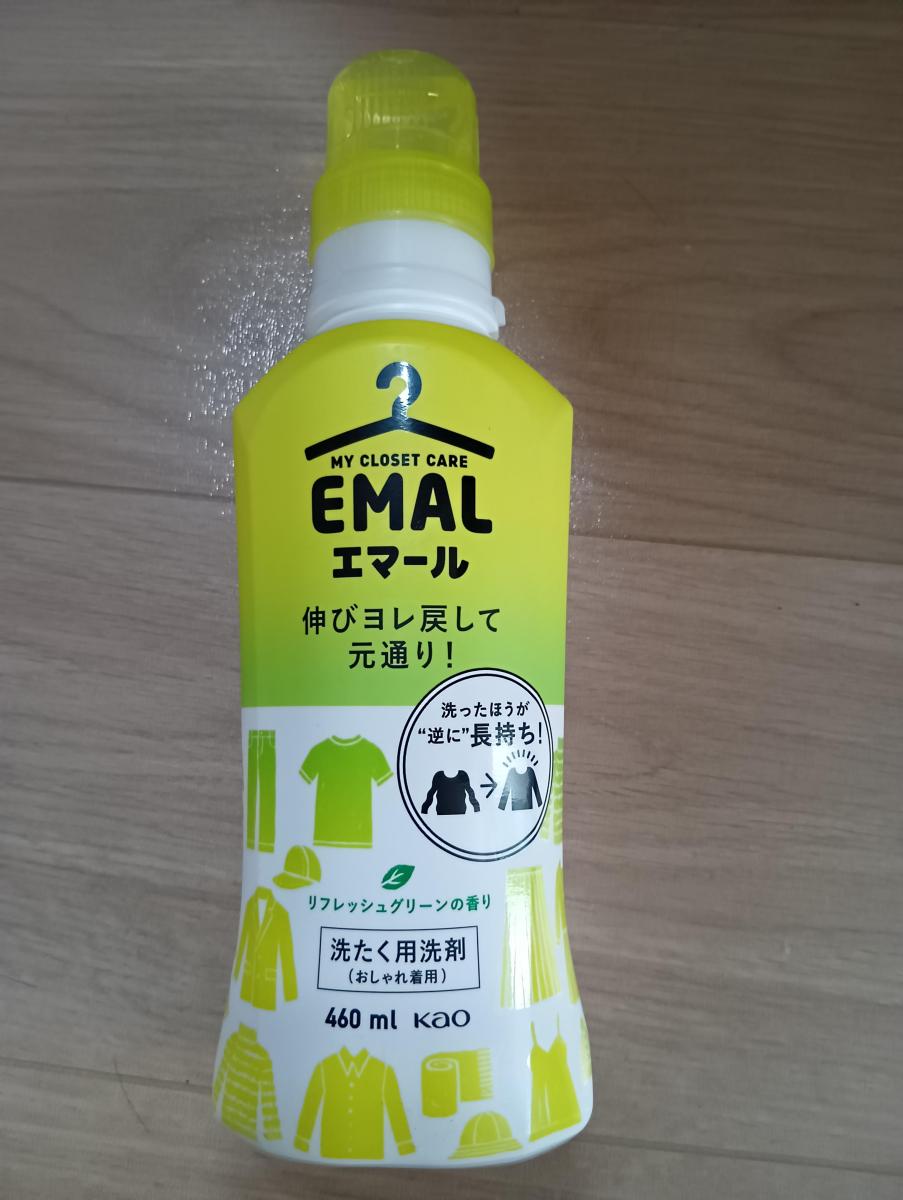 MY CLOSET CARE
EMAL
エマール
伸びヨレ戻して
元通り!
洗ったほうが
“逆に”長持ち!
リフレッシュグリーンの香り
洗たく用洗剤
(おしゃれ着用)
460 ml Kao